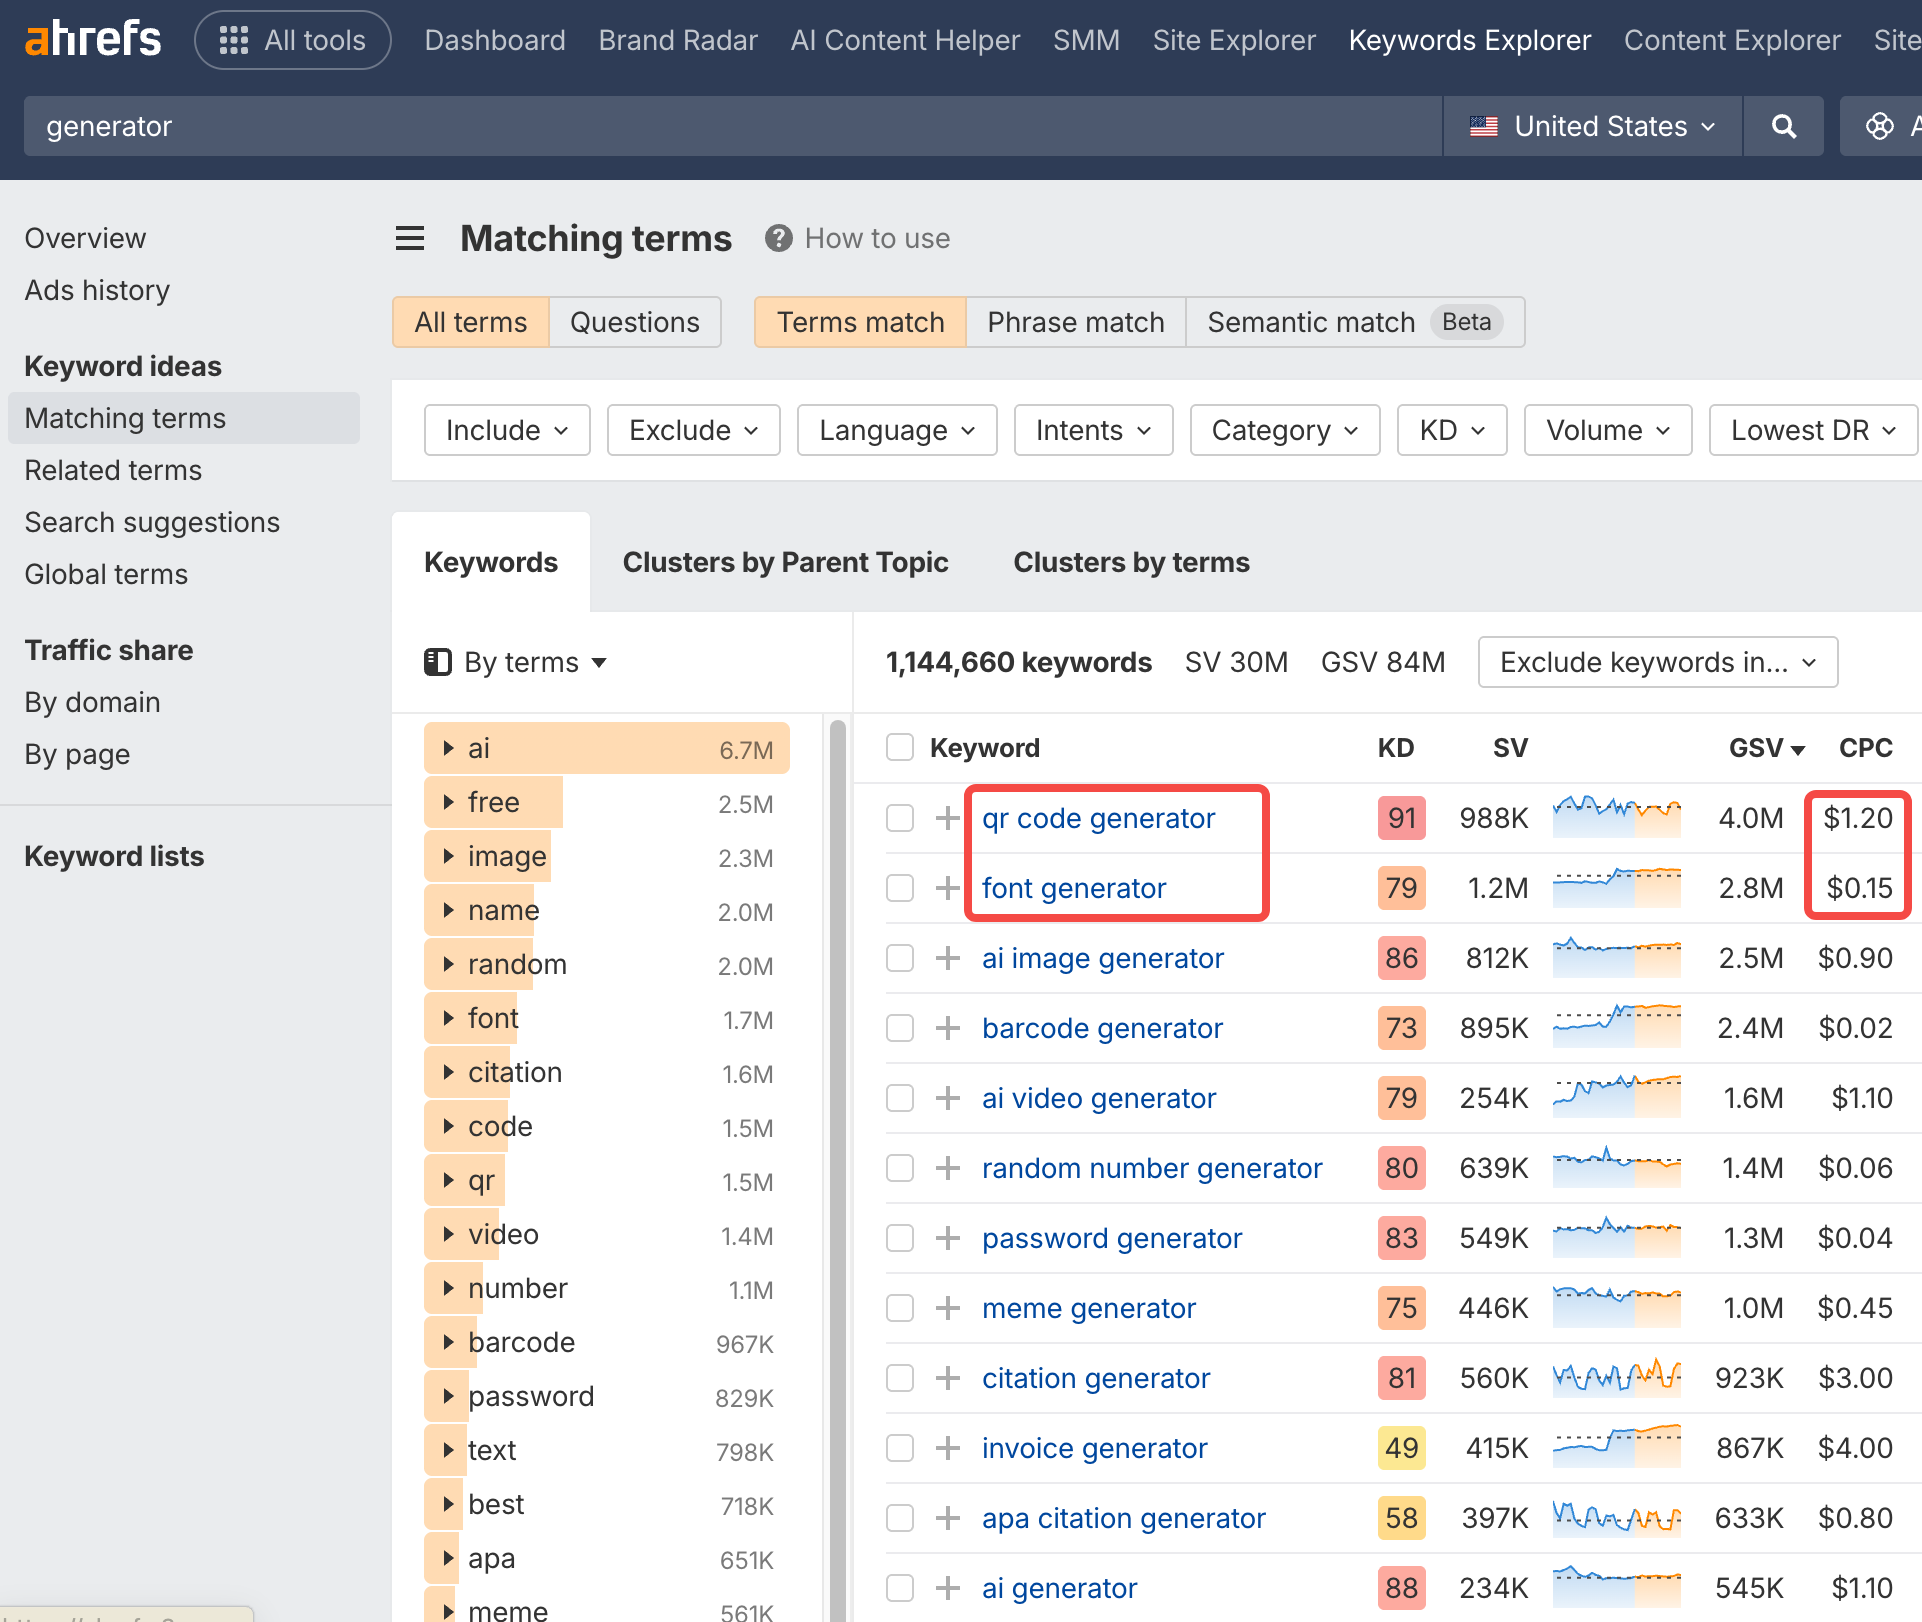 ahrefs All tools Dashboard Brand Radar AI Content Helper SMM Site Explorer Keywords Explorer Content Explorer Site
generator United States A
Overview
Ads history
Keyword ideas
Matching terms
Related terms
Search suggestions
Global terms
Traffic share
By domain
By page
Keyword lists
Matching terms ? How to use
All terms Questions Terms match Phrase match Semantic match Beta
Include Exclude Language Intents Category KD Volume Lowest DR
Keywords Clusters by Parent Topic Clusters by terms
By terms
ai 6.7M
free 2.5M
image 2.3M
name 2.0M
random 2.0M
font 1.7M
citation 1.6M
code 1.5M
qr 1.5M
video 1.4M
number 1.1M
barcode 967K
password 829K
text 798K
best 718K
apa 651K
meme 561K
1,144,660 keywords SV 30M GSV 84M Exclude keywords in...
Keyword KD SV GSV CPC
qr code generator 91 988K 4.0M $1.20
font generator 79 1.2M 2.8M $0.15
ai image generator 86 812K 2.5M $0.90
barcode generator 73 895K 2.4M $0.02
ai video generator 79 254K 1.6M $1.10
random number generator 80 639K 1.4M $0.06
password generator 83 549K 1.3M $0.04
meme generator 75 446K 1.0M $0.45
citation generator 81 560K 923K $3.00
invoice generator 49 415K 867K $4.00
apa citation generator 58 397K 633K $0.80
ai generator 88 234K 545K $1.10